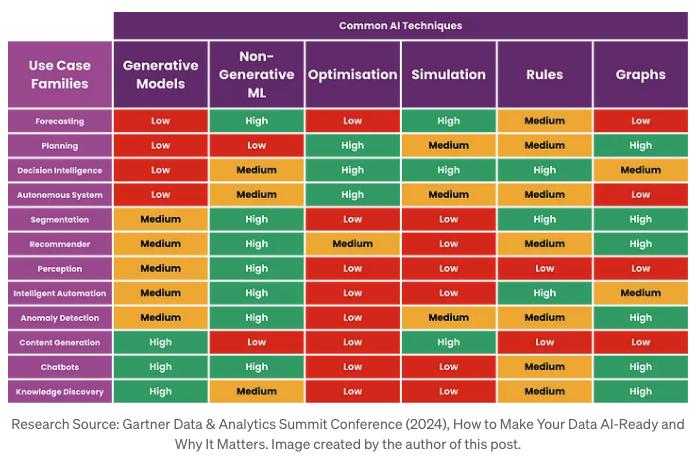 Common AI Techniques
Use Case
Families
Generative
Models
Non-
Generative
ML
Optimisation
Simulation
Rules
Graphs
Forecasting Low High Low High Medium Low
Planning Low Low High Medium Medium High
Decision Intelligence Low Medium High High High Medium
Autonomous System Low Medium High Medium Medium Low
Segmentation Medium High Low Low High High
Recommender Medium High Medium Low Medium High
Perception Medium High Low Low Low Low
Intelligent Automation Medium High Low Low High Medium
Anomaly Detection Medium High Low Medium Medium High
Content Generation High Low Low High Low Low
Chatbots High High Low Low Medium High
Knowledge Discovery High Medium Low Low Medium High
Research Source: Gartner Data & Analytics Summit Conference (2024), How to Make Your Data AI-Ready and
Why It Matters. Image created by the author of this post.